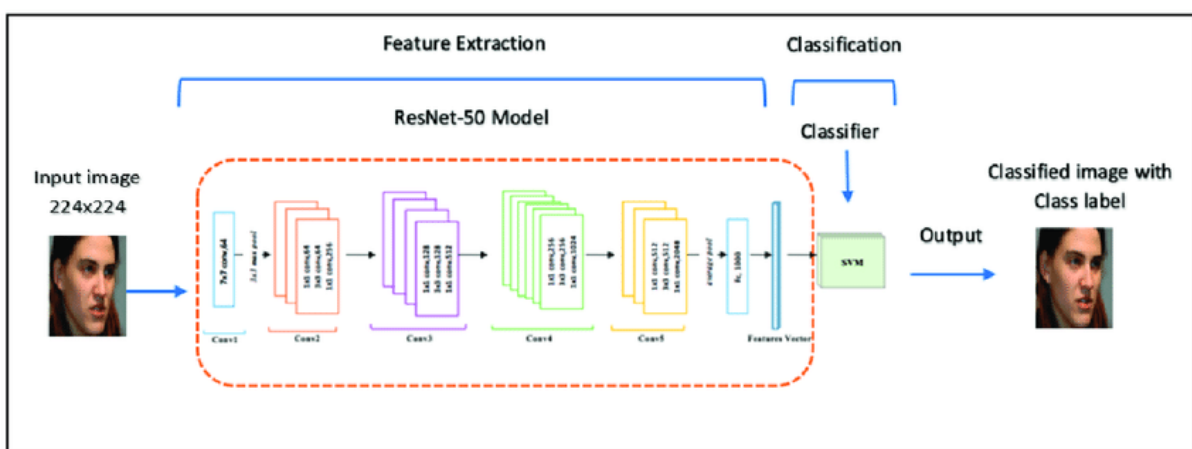 Feature Extraction
Classification
ResNet-50 Model
Classifier
Input image
224x224
Classified image with
Class label
Output
7x7 conv,64
3x3 max pool
1x1 conv,64
3x3 conv,64
1x1 conv,256
1x1 conv,128
3x3 conv,128
1x1 conv,512
1x1 conv,256
3x3 conv,256
1x1 conv,1024
1x1 conv,512
3x3 conv,512
1x1 conv,2048
average pool
fc, 1000
SVM
Conv1
Conv2
Conv3
Conv4
Conv5
Features Vector